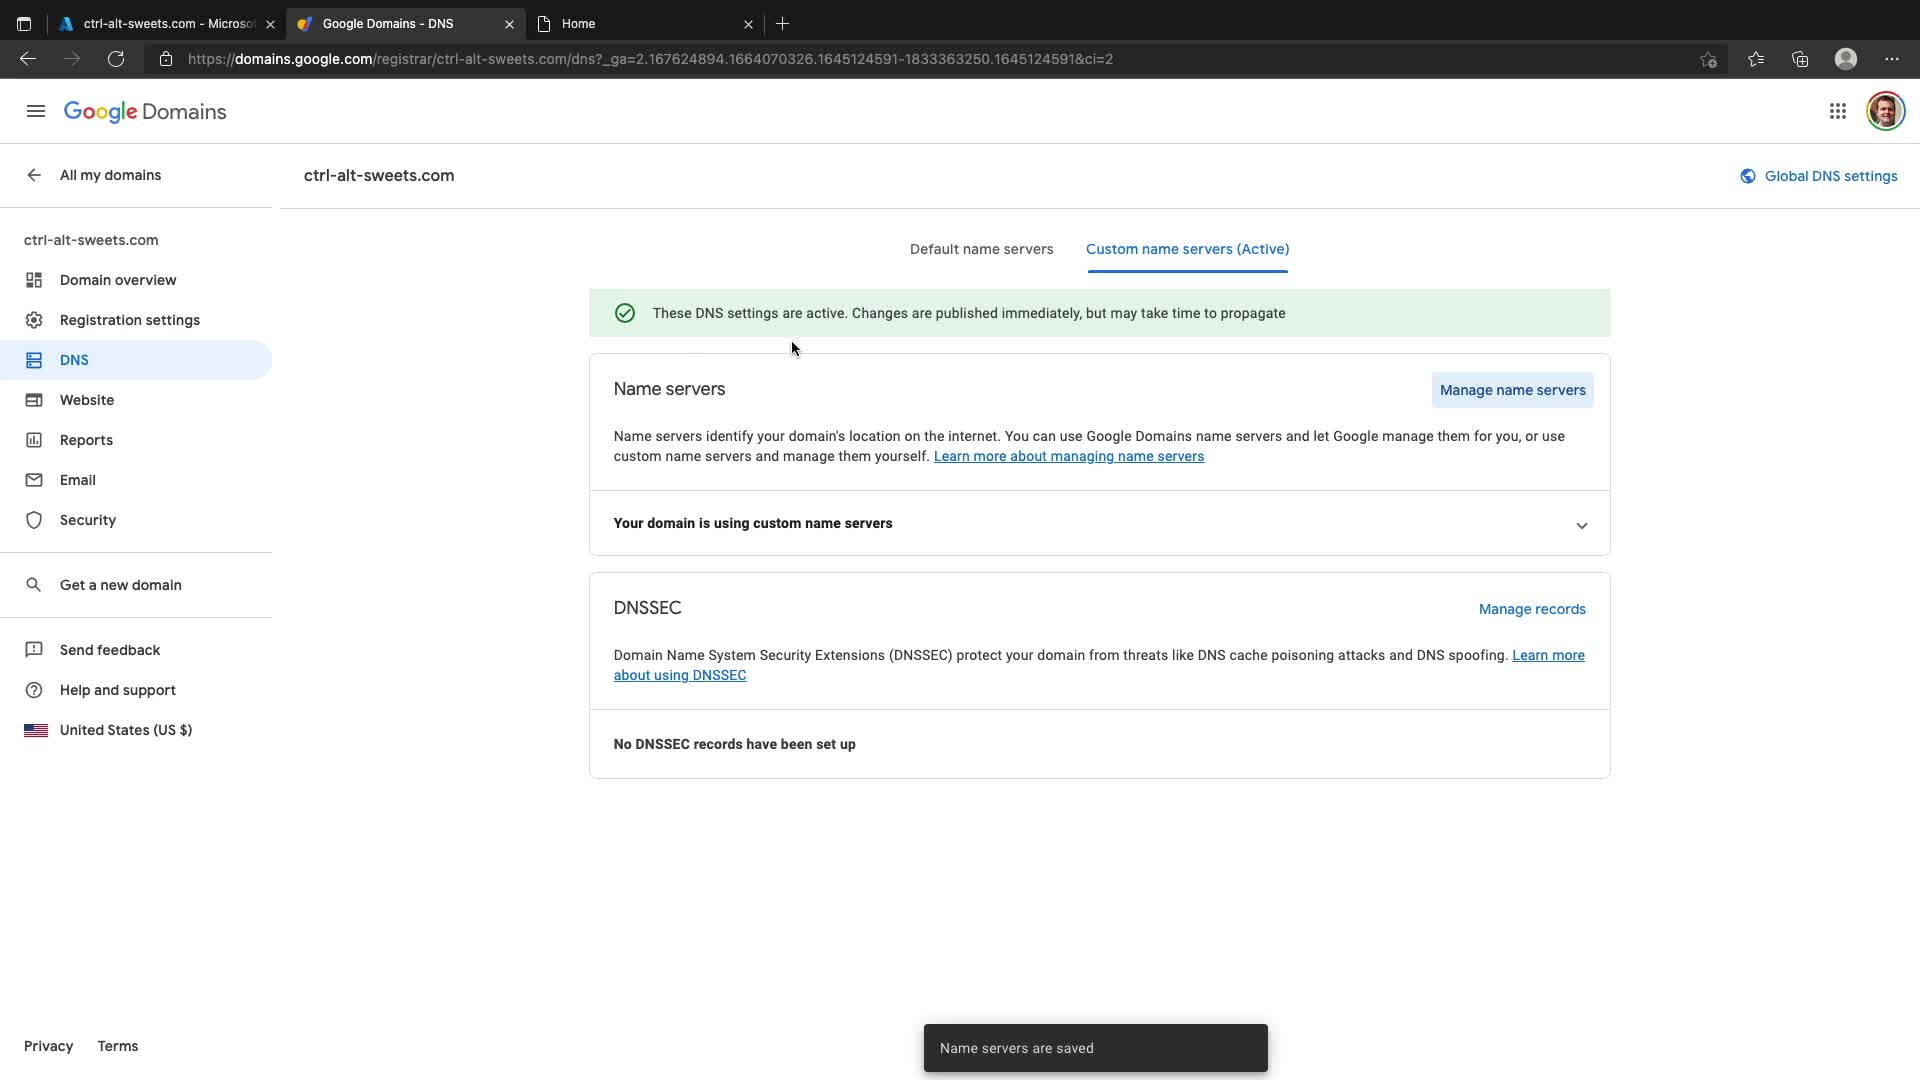 ctrl-alt-sweets.com - Microso
Google Domains - DNS
Home
https://domains.google.com/registrar/ctrl-alt-sweets.com/dns?_ga=2.167624894.1664070326.1645124591-1833363250.1645124591&ci=2
Google Domains
All my domains
ctrl-alt-sweets.com
Global DNS settings
ctrl-alt-sweets.com
Domain overview
Registration settings
DNS
Website
Reports
Email
Security
Get a new domain
Send feedback
Help and support
United States (US $)
Default name servers
Custom name servers (Active)
These DNS settings are active. Changes are published immediately, but may take time to propagate
Name servers
Manage name servers
Name servers identify your domain's location on the internet. You can use Google Domains name servers and let Google manage them for you, or use
custom name servers and manage them yourself. Learn more about managing name servers
Your domain is using custom name servers
DNSSEC
Manage records
Domain Name System Security Extensions (DNSSEC) protect your domain from threats like DNS cache poisoning attacks and DNS spoofing. Learn more
about using DNSSEC
No DNSSEC records have been set up
Privacy
Terms
Name servers are saved